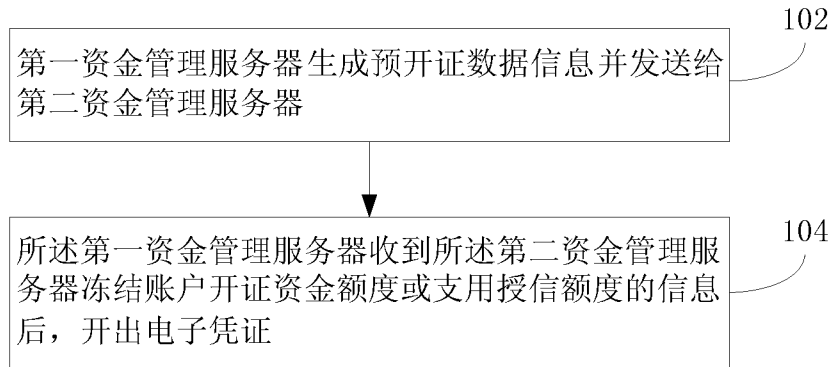 102
第一资金管理服务器生成预开证数据信息并发送给
第二资金管理服务器
104
所述第一资金管理服务器收到所述第二资金管理服
务器冻结账户开证资金额度或支用授信额度的信息
后，开出电子凭证